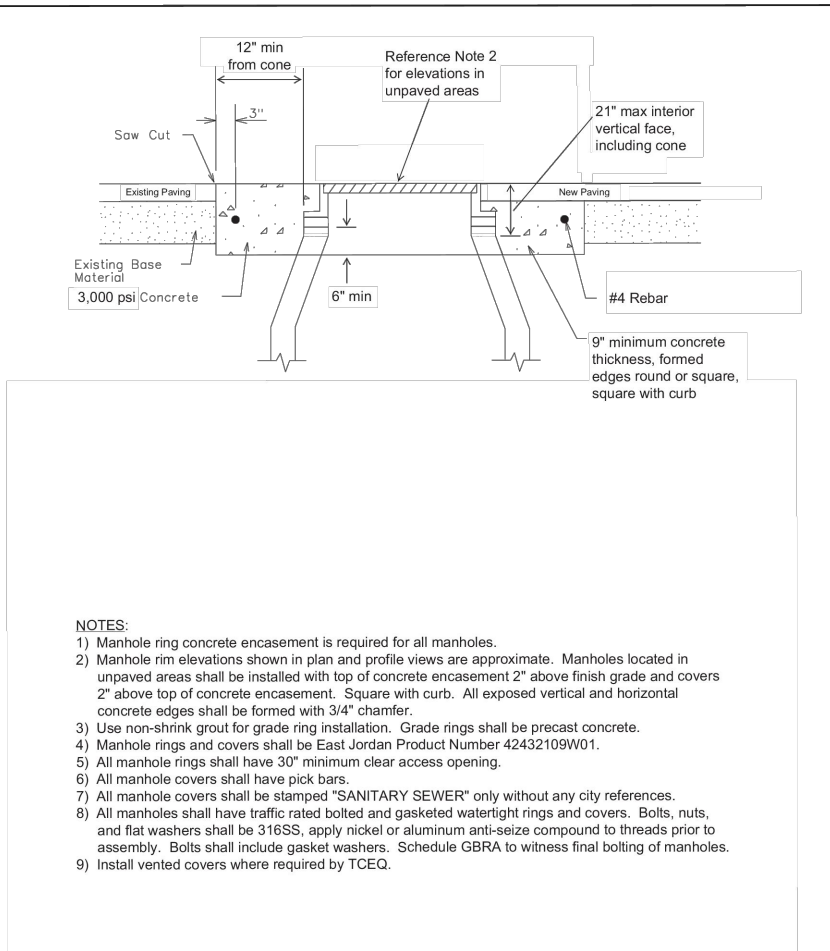 12" min
from cone
Reference Note 2
for elevations in
unpaved areas
3"
21" max interior
vertical face,
including cone
Saw Cut
Existing Paving
New Paving
Existing Base
Material
3,000 psi Concrete
6" min
#4 Rebar
9" minimum concrete
thickness, formed
edges round or square,
square with curb
NOTES:
1) Manhole ring concrete encasement is required for all manholes.
2) Manhole rim elevations shown in plan and profile views are approximate. Manholes located in
unpaved areas shall be installed with top of concrete encasement 2" above finish grade and covers
2" above top of concrete encasement. Square with curb. All exposed vertical and horizontal
concrete edges shall be formed with 3/4" chamfer.
3) Use non-shrink grout for grade ring installation. Grade rings shall be precast concrete.
4) Manhole rings and covers shall be East Jordan Product Number 42432109W01.
5) All manhole rings shall have 30" minimum clear access opening.
6) All manhole covers shall have pick bars.
7) All manhole covers shall be stamped "SANITARY SEWER" only without any city references.
8) All manholes shall have traffic rated bolted and gasketed watertight rings and covers. Bolts, nuts,
and flat washers shall be 316SS, apply nickel or aluminum anti-seize compound to threads prior to
assembly. Bolts shall include gasket washers. Schedule GBRA to witness final bolting of manholes.
9) Install vented covers where required by TCEQ.